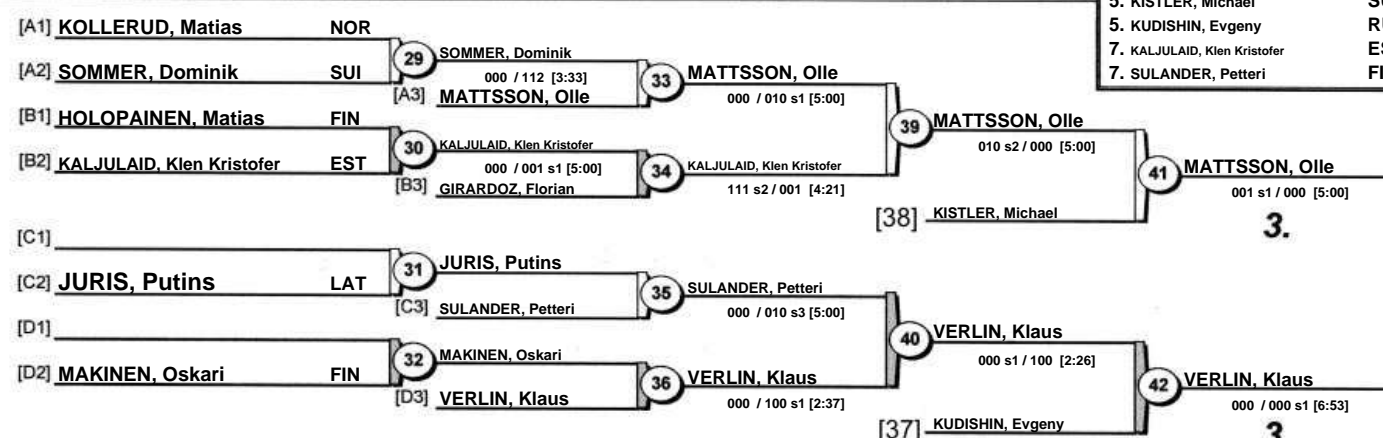 5. KISTLER, Michael
5. KUDISHIN, Evgeny RU
7. KALJULAID, Klen Kristofer ES
7. SULANDER, Petteri FI
[A1] KOLLERUD, Matias NOR
29 SOMMER, Dominik
000 / 112 [3:33]
[A2] SOMMER, Dominik SUI
[A3] MATTSSON, Olle
33 MATTSSON, Olle
000 / 010 s1 [5:00]
[B1] HOLOPAINEN, Matias FIN
30 KALJULAID, Klen Kristofer
000 / 001 s1 [5:00]
[B2] KALJULAID, Klen Kristofer EST
[B3] GIRARDOZ, Florian
34 KALJULAID, Klen Kristofer
111 s2 / 001 [4:21]
39 MATTSSON, Olle
010 s2 / 000 [5:00]
[38] KISTLER, Michael
41 MATTSSON, Olle
001 s1 / 000 [5:00]
3.
[C1]
31 JURIS, Putins
[C2] JURIS, Putins LAT
[C3] SULANDER, Petteri
35 SULANDER, Petteri
000 / 010 s3 [5:00]
[D1]
32 MAKINEN, Oskari
[D2] MAKINEN, Oskari FIN
[D3] VERLIN, Klaus
36 VERLIN, Klaus
000 / 100 s1 [2:37]
40 VERLIN, Klaus
000 s1 / 100 [2:26]
[37] KUDISHIN, Evgeny
42 VERLIN, Klaus
000 / 000 s1 [6:53]
3